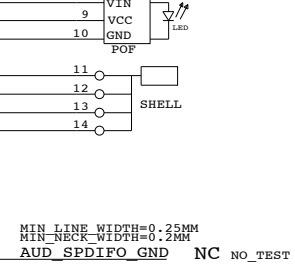 VIN
9 VCC
LED
10 GND
POF
11
12
SHELL
13
14
MIN_LINE_WIDTH=0.25MM
MIN_NECK_WIDTH=0.2MM
AUD_SPDIFO_GND NC NO_TEST